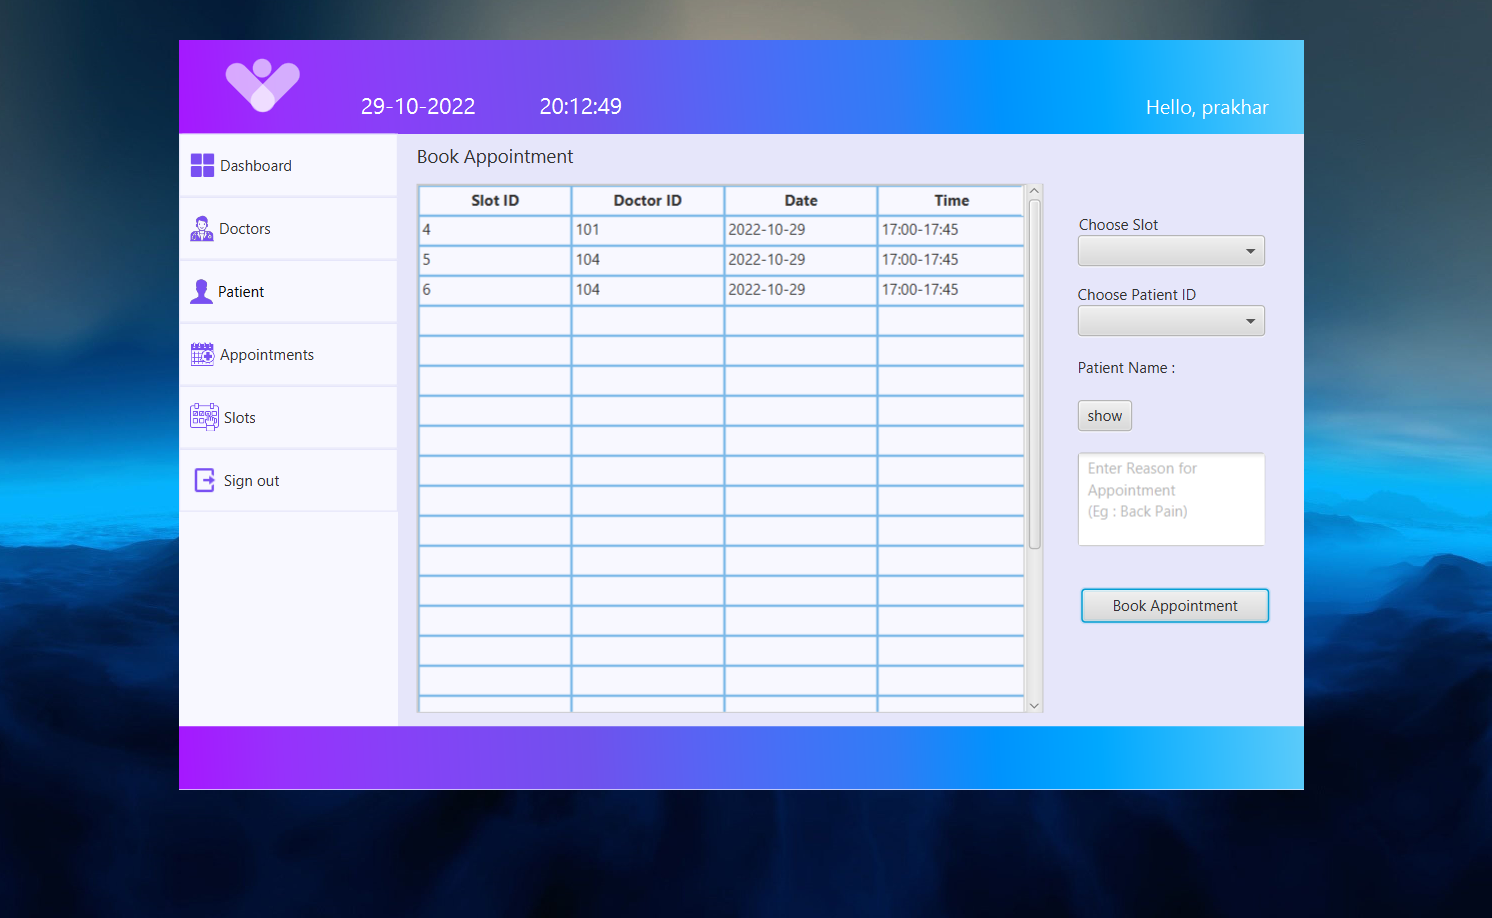 29-10-2022 20:12:49 Hello, prakhar
Dashboard
Doctors
Patient
Appointments
Slots
Sign out
Book Appointment
Slot ID Doctor ID Date Time
4 101 2022-10-29 17:00-17:45
5 104 2022-10-29 17:00-17:45
6 104 2022-10-29 17:00-17:45
Choose Slot
Choose Patient ID
Patient Name :
show
Enter Reason for
Appointment
(Eg : Back Pain)
Book Appointment